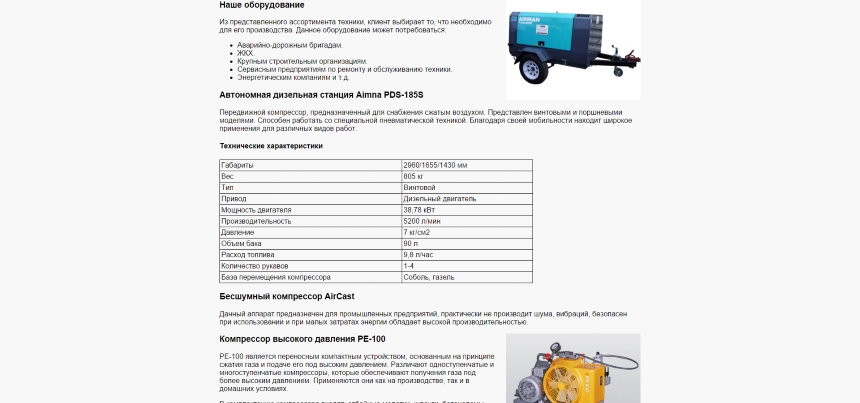 Наше оборудование
Из представленного ассортимента техники, клиент выбирает то, что необходимо
для его производства. Данное оборудование может потребоваться:
Аварийно-дорожным бригадам.
ЖКХ.
Крупным строительным организациям.
Сервисным предприятиям по ремонту и обслуживанию техники.
Энергетическим компаниям и т.д.
AIRMAN
Автономная дизельная станция Aimna PDS-185S
Передвижной компрессор, предназначенный для снабжения сжатым воздухом. Представлен винтовыми и поршневыми
моделями. Способен работать со специальной пневматической техникой. Благодаря своей мобильности находит широкое
применения для различных видов работ.
Технические характеристики
Габариты 2960/1655/1430 мм
Вес 805 кг
Тип Винтовой
Привод Дизельный двигатель
Мощность двигателя 38,78 кВт
Производительность 5200 л/мин
Давление 7 кг/см2
Объем бака 90 л
Расход топлива 9,8 л/час
Количество рукавов 1-4
База перемещения компрессора Соболь, газель
Бесшумный компрессор AirCast
Данный аппарат предназначен для промышленных предприятий, практически не производит шума, вибраций, безопасен
при использовании и при малых затратах энергии обладает высокой производительностью.
Компрессор высокого давления PE-100
PE-100 является переносным компактным устройством, основанным на принципе
сжатия газа и подаче его под высоким давлением. Различают одноступенчатые и
многоступенчатые компрессоры, которые обеспечивают получения газа под
более высоким давлением. Применяются они как на производстве, так и в
домашних условиях.